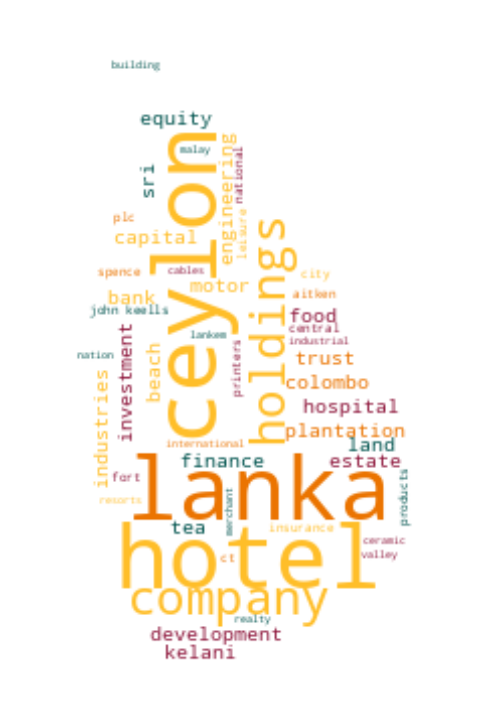 building
equity
ceylon
malay
engineering
national
sri
leisure
plc
capital
holdings
spence
cables
city
motor
bank
aitken
john keells
food
central
investment
lankem
industrial
printers
beach
nation
trust
industries
colombo
hospital
plantation
international
land
finance
estate
lanka
fort
products
merchant
resorts
tea
insurance
hotel
ceramic
valley
ct
company
realty
development
kelani